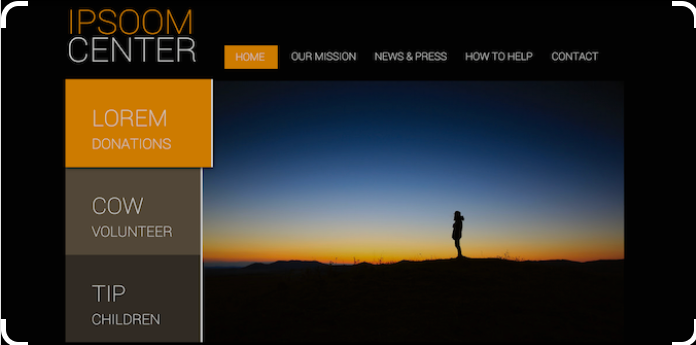 IPSOOM
CENTER
HOME OUR MISSION NEWS & PRESS HOW TO HELP CONTACT
LOREM
DONATIONS
COW
VOLUNTEER
TIP
CHILDREN